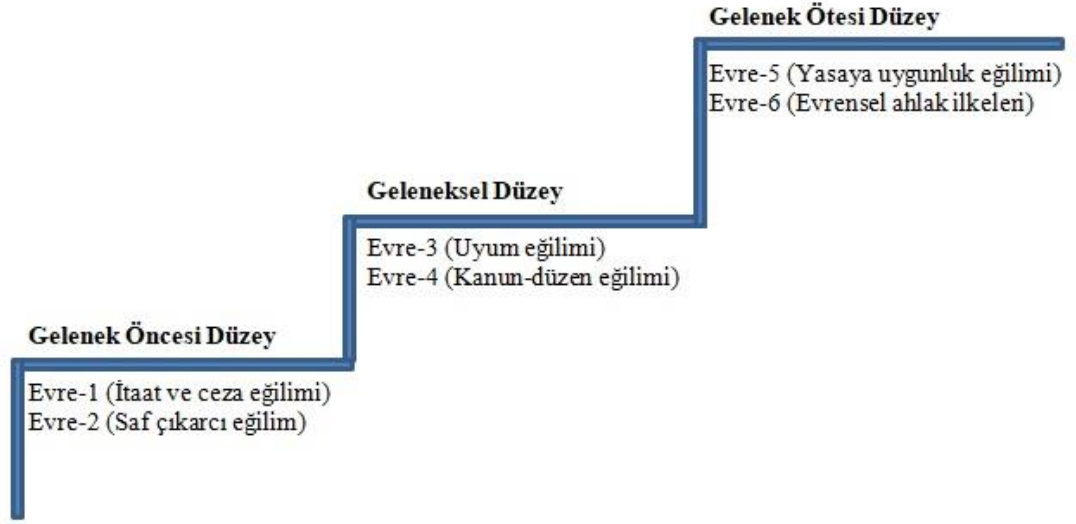 Gelenek Ötesi Düzey
Evre-5 (Yasaya uygunluk eğilimi)
Evre-6 (Evrensel ahlak ilkeleri)
Geleneksel Düzey
Evre-3 (Uyum eğilimi)
Evre-4 (Kanun-düzen eğilimi)
Gelenek Öncesi Düzey
Evre-1 (İtaat ve ceza eğilimi)
Evre-2 (Saf çıkarcı eğilim)